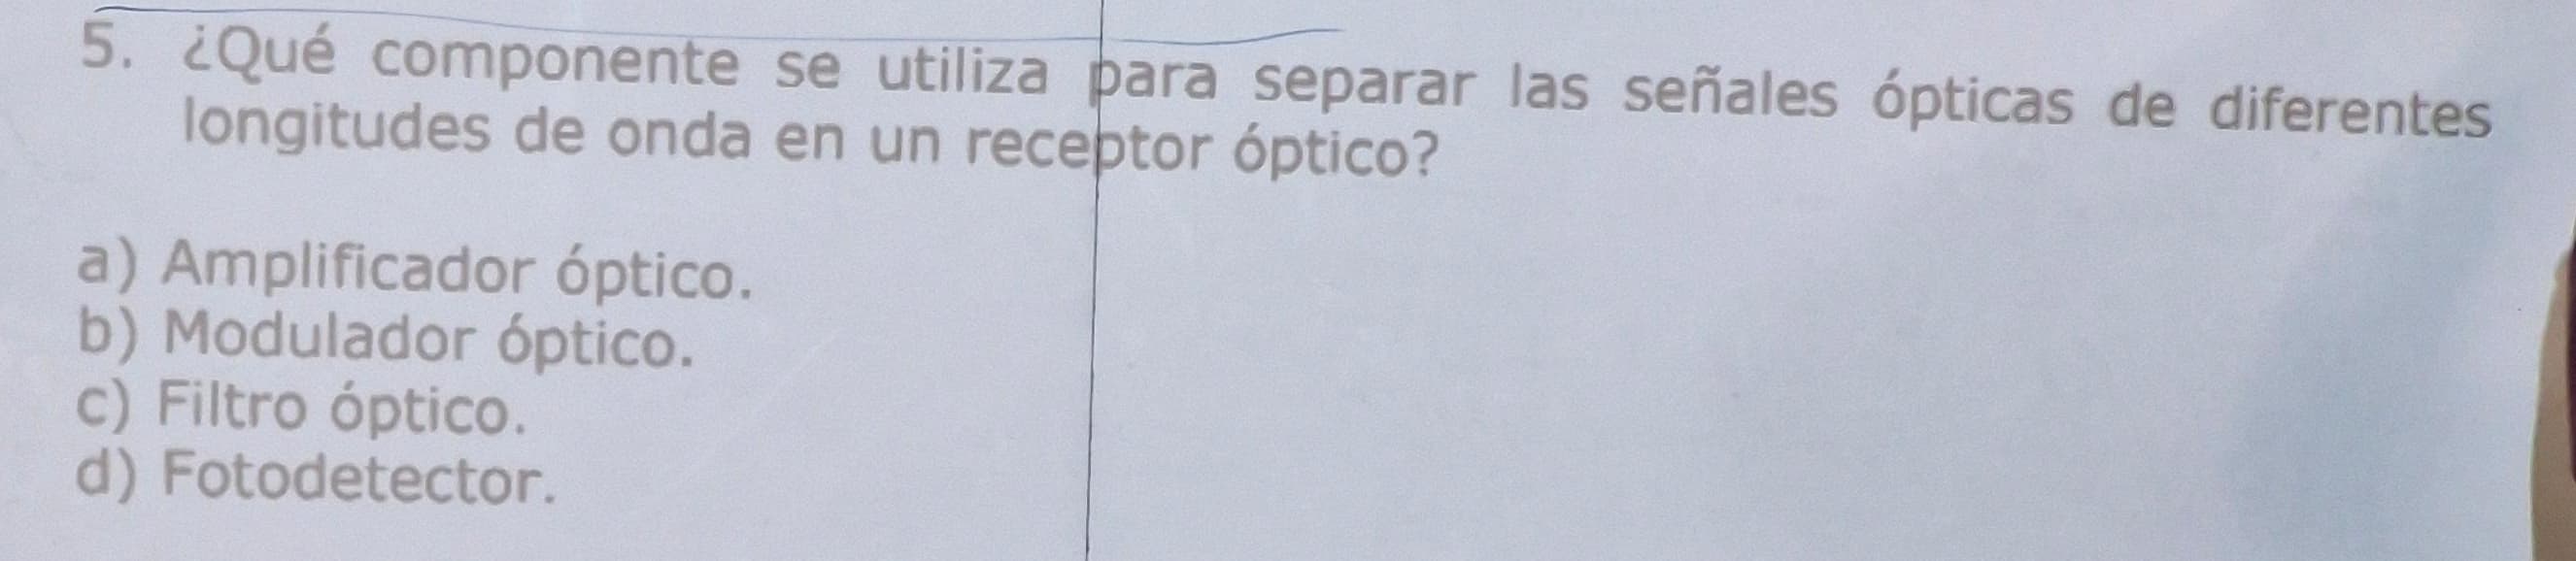 5. ¿Qué componente se utiliza para separar las señales ópticas de diferentes
longitudes de onda en un receptor óptico?
a) Amplificador óptico.
b) Modulador óptico.
c) Filtro óptico.
d) Fotodetector.